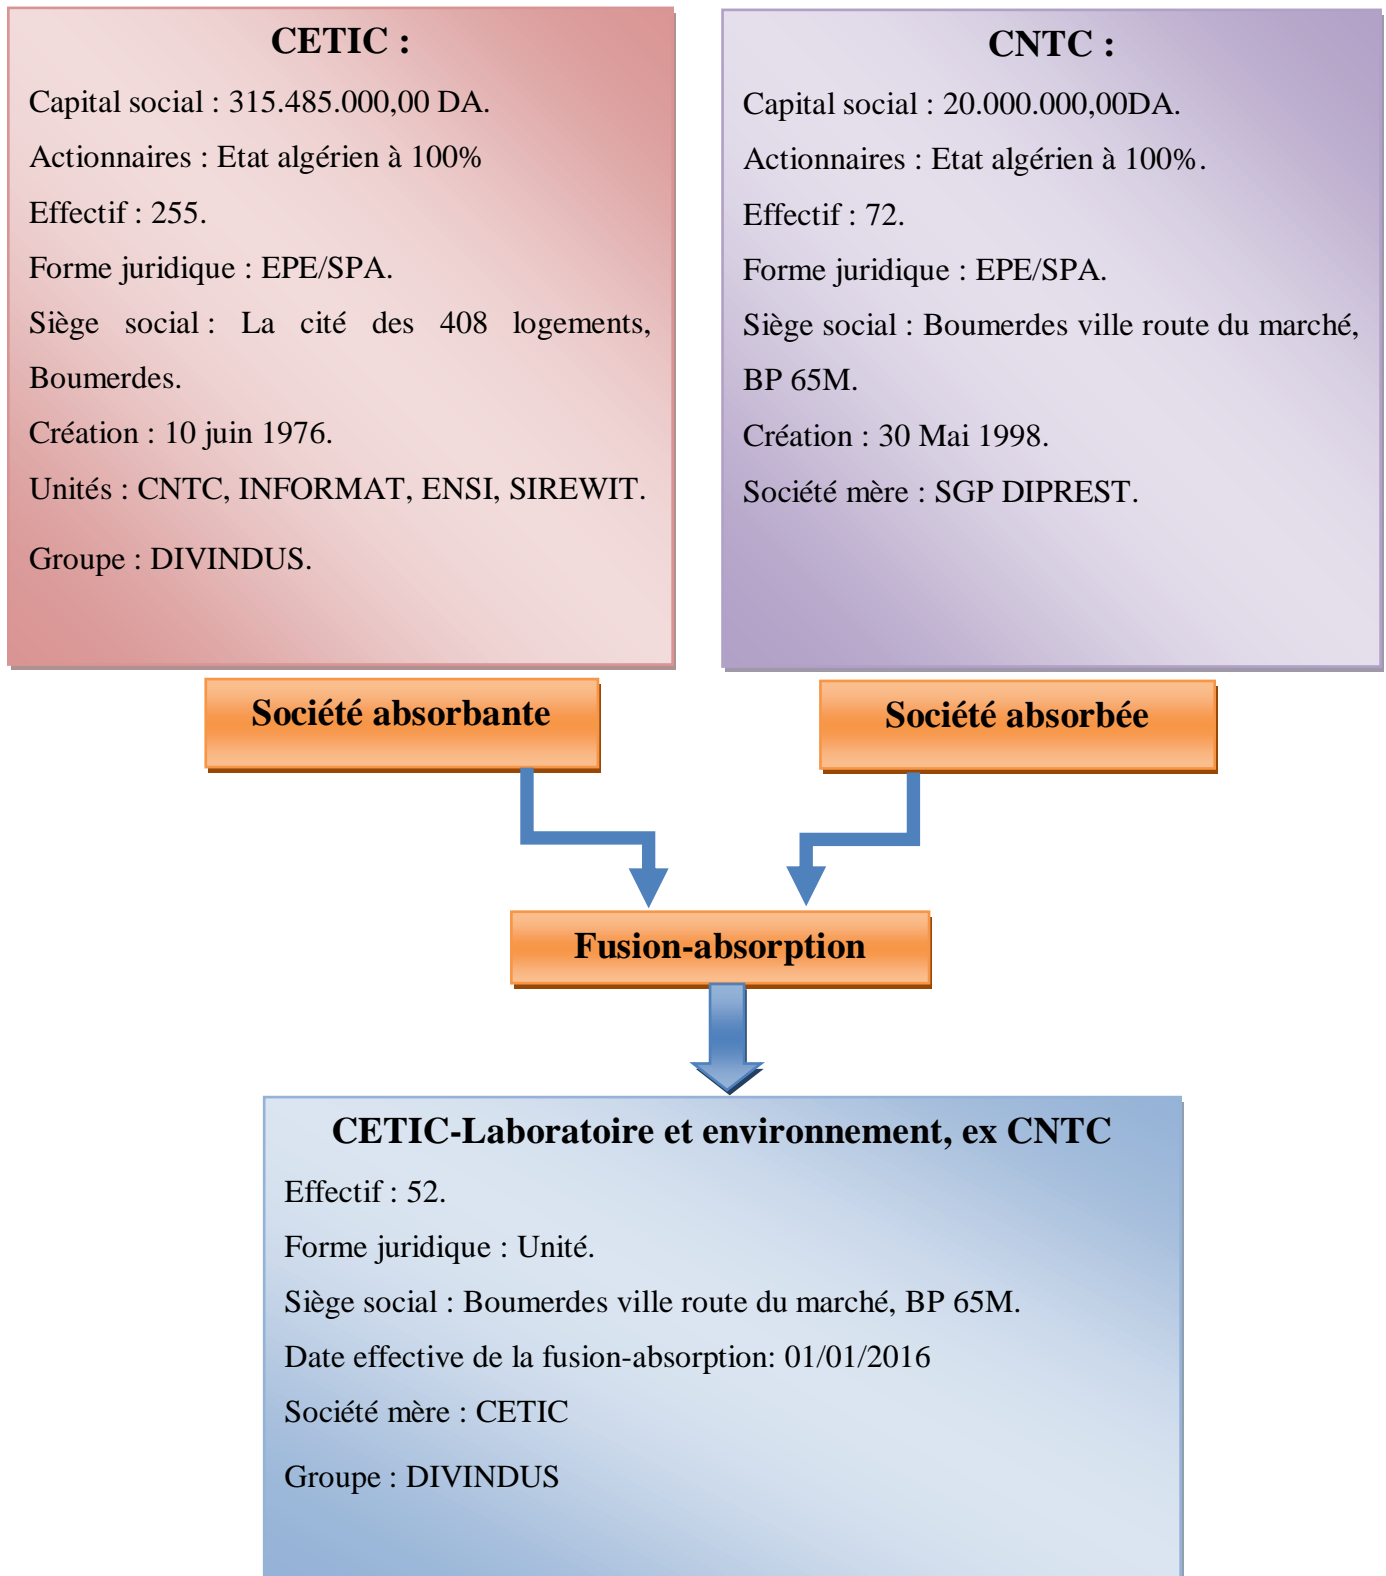 CETIC :
Capital social : 315.485.000,00 DA.
Actionnaires : Etat algérien à 100%
Effectif : 255.
Forme juridique : EPE/SPA.
Siège social : La cité des 408 logements,
Boumerdes.
Création : 10 juin 1976.
Unités : CNTC, INFORMAT, ENSI, SIREWIT.
Groupe : DIVINDUS.
CNTC :
Capital social : 20.000.000,00DA.
Actionnaires : Etat algérien à 100%.
Effectif : 72.
Forme juridique : EPE/SPA.
Siège social : Boumerdes ville route du marché,
BP 65M.
Création : 30 Mai 1998.
Société mère : SGP DIPREST.
Société absorbante
Société absorbée
Fusion-absorption
CETIC-Laboratoire et environnement, ex CNTC
Effectif : 52.
Forme juridique : Unité.
Siège social : Boumerdes ville route du marché, BP 65M.
Date effective de la fusion-absorption: 01/01/2016
Société mère : CETIC
Groupe : DIVINDUS